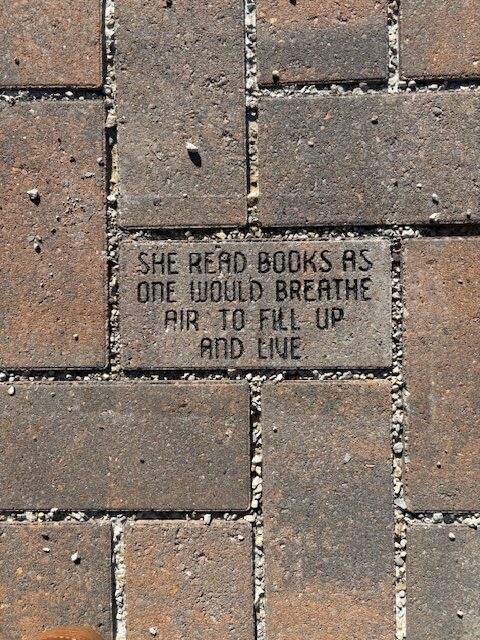 SHE READ BOOKS AS
ONE WOULD BREATHE
AIR TO FILL UP
AND LIVE